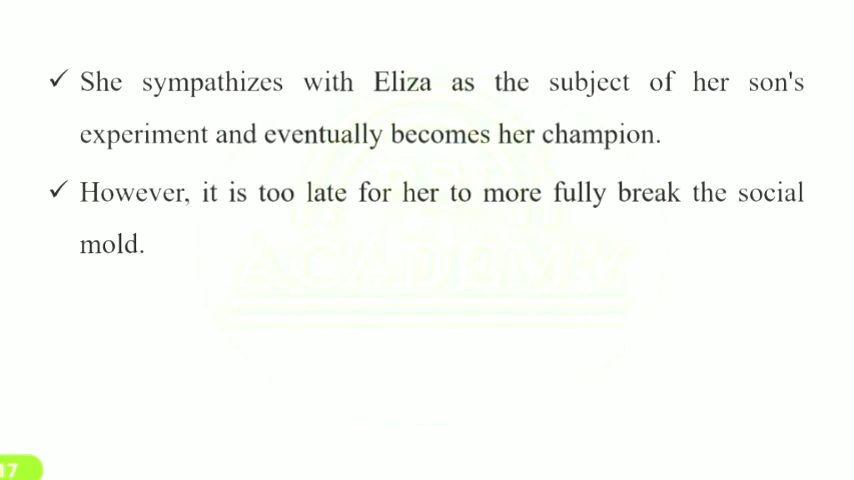 ✓ She sympathizes with Eliza as the subject of her son's
experiment and eventually becomes her champion.
✓ However, it is too late for her to more fully break the social
mold.
ACADEMY
17